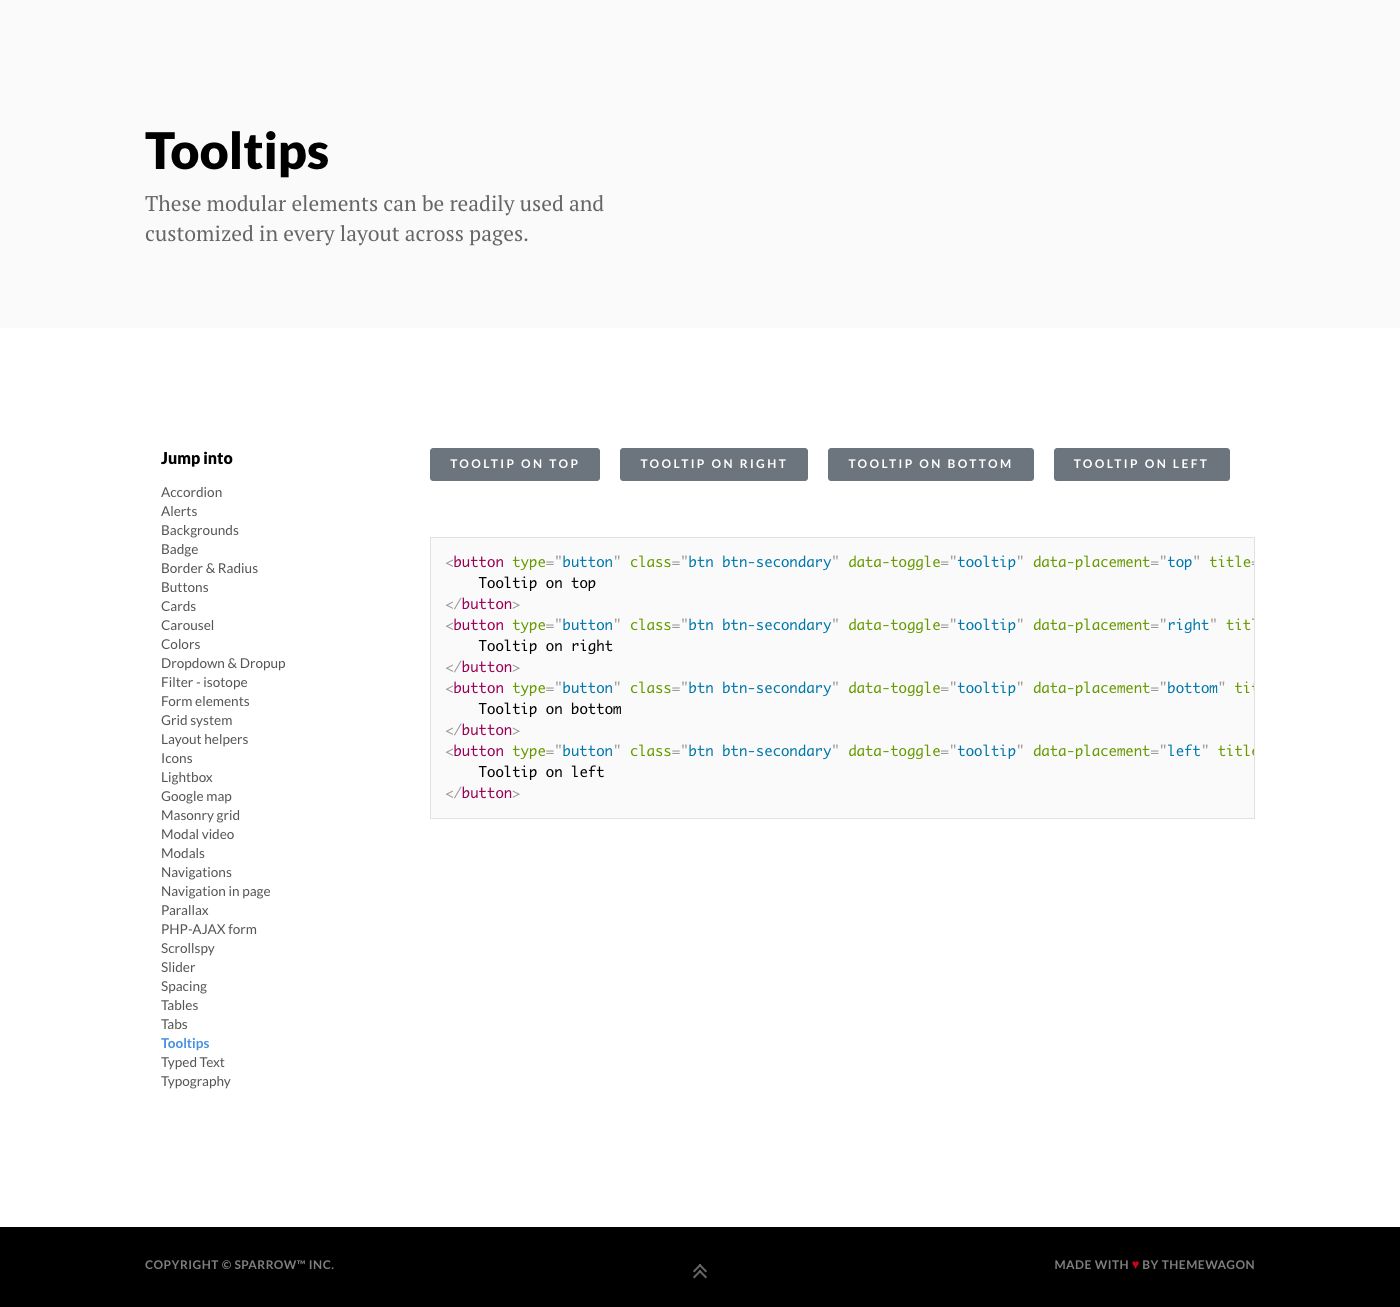 Tooltips
These modular elements can be readily used and
customized in every layout across pages.
Jump into
Accordion
Alerts
Backgrounds
Badge
Border & Radius
Buttons
Cards
Carousel
Colors
Dropdown & Dropup
Filter - isotope
Form elements
Grid system
Layout helpers
Icons
Lightbox
Google map
Masonry grid
Modal video
Modals
Navigations
Navigation in page
Parallax
PHP-AJAX form
Scrollspy
Slider
Spacing
Tables
Tabs
Tooltips
Typed Text
Typography
TOOLTIP ON TOP TOOLTIP ON RIGHT TOOLTIP ON BOTTOM TOOLTIP ON LEFT
<button type="button" class="btn btn-secondary" data-toggle="tooltip" data-placement="top" title=
Tooltip on top
</button>
<button type="button" class="btn btn-secondary" data-toggle="tooltip" data-placement="right" titl
Tooltip on right
</button>
<button type="button" class="btn btn-secondary" data-toggle="tooltip" data-placement="bottom" tit
Tooltip on bottom
</button>
<button type="button" class="btn btn-secondary" data-toggle="tooltip" data-placement="left" title
Tooltip on left
</button>
COPYRIGHT © SPARROW™ INC.
MADE WITH ♥ BY THEMEWAGON